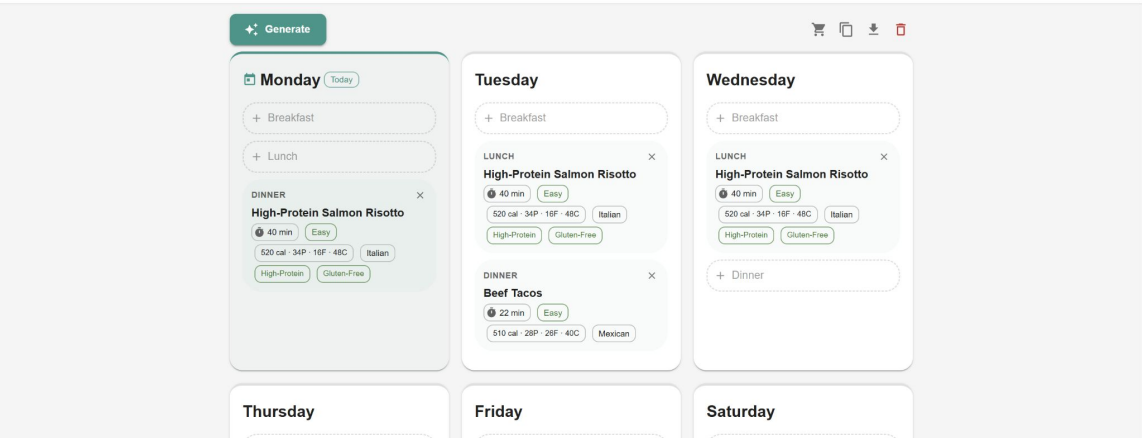 Generate
Monday Today
+ Breakfast
+ Lunch
DINNER
High-Protein Salmon Risotto
40 min Easy
520 cal · 34P · 16F · 48C Italian
High-Protein Gluten-Free
Tuesday
+ Breakfast
LUNCH
High-Protein Salmon Risotto
40 min Easy
520 cal · 34P · 16F · 48C Italian
High-Protein Gluten-Free
DINNER
Beef Tacos
22 min Easy
510 cal · 28P · 26F · 40C Mexican
Wednesday
+ Breakfast
LUNCH
High-Protein Salmon Risotto
40 min Easy
520 cal · 34P · 16F · 48C Italian
High-Protein Gluten-Free
+ Dinner
Thursday
Friday
Saturday